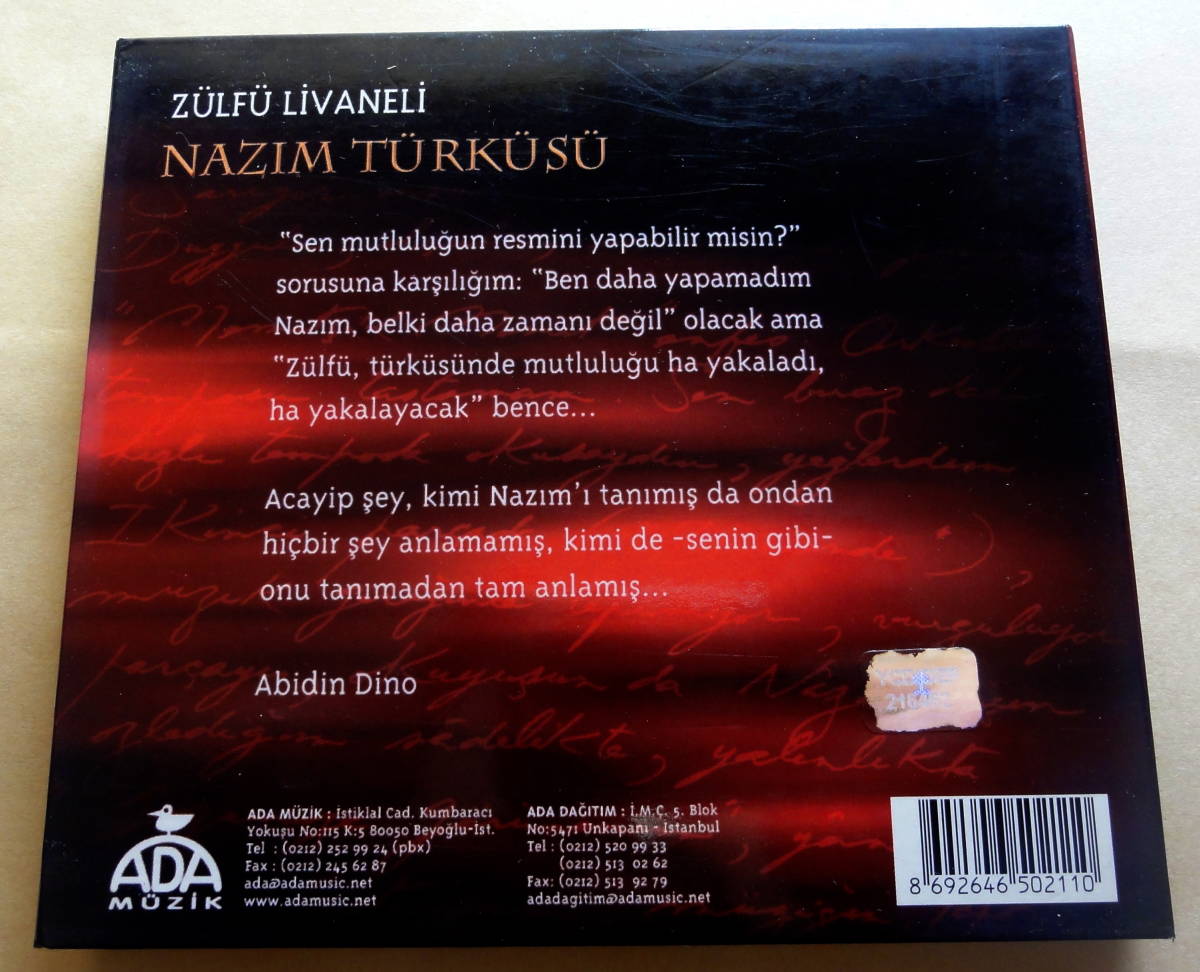 ZÜLFÜ LİVANELİ
NAZIM TÜRKÜSÜ
"Sen mutluluğun resmini yapabilir misin?"
sorusuna karşılığım: "Ben daha yapamadım
Nazım, belki daha zamanı değil" olacak ama
"Zülfü, türküsünde mutluluğu ha yakaladı,
ha yakalayacak" bence...
Acayip şey, kimi Nazım'ı tanımış da ondan
hiçbir şey anlamamış, kimi de -senin gibi-
onu tanımadan tam anlamış...
Abidin Dino
ADA
MÜZİK
ADA MÜZİK : İstiklal Cad. Kumbaracı
Yokuşu No:115 K:5 80050 Beyoğlu-İst.
Tel : (0212) 252 99 24 (pbx)
Fax : (0212) 245 62 87
ada@adamusic.net
www.adamusic.net
ADA DAĞITIM : İ.M.Ç. 5. Blok
No:5471 Unkapanı - İstanbul
Tel : (0212) 520 99 33
(0212) 513 02 62
Fax: (0212) 513 92 79
adadagitim@adamusic.net
8 692646 502110